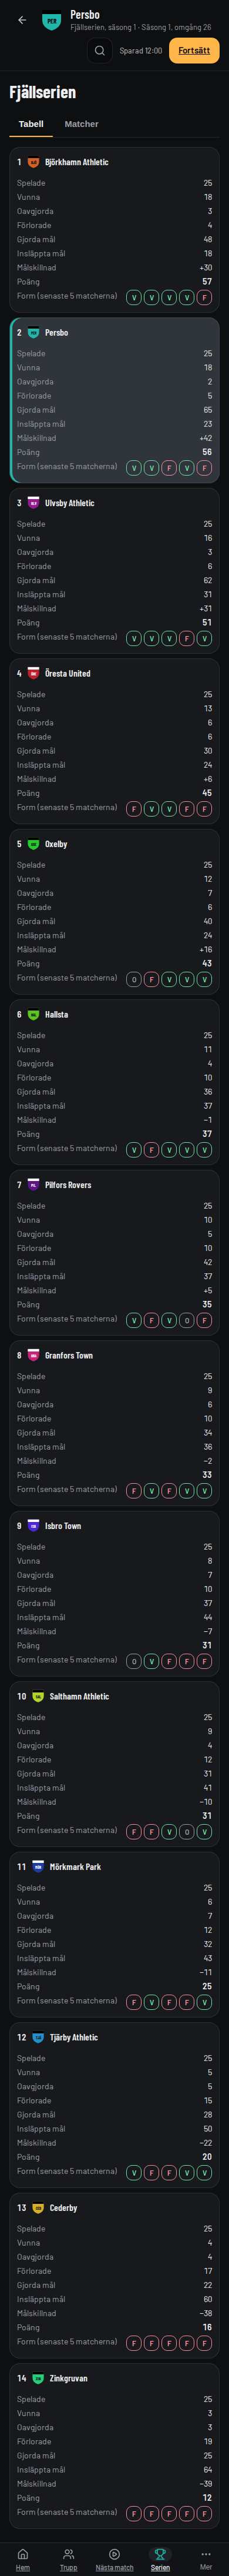 PER
Persbo
Fjällserien, säsong 1 · Säsong 1, omgång 26
Sparad 12:00
Fortsätt
Fjällserien
Tabell
Matcher
1 BJÖ Björkhamn Athletic
Spelade 25
Vunna 18
Oavgjorda 3
Förlorade 4
Gjorda mål 48
Insläppta mål 18
Målskillnad +30
Poäng 57
Form (senaste 5 matcherna) V V V V F
2 PER Persbo
Spelade 25
Vunna 18
Oavgjorda 2
Förlorade 5
Gjorda mål 65
Insläppta mål 23
Målskillnad +42
Poäng 56
Form (senaste 5 matcherna) V V F V F
3 Ulvsby Athletic
Spelade 25
Vunna 16
Oavgjorda 3
Förlorade 6
Gjorda mål 62
Insläppta mål 31
Målskillnad +31
Poäng 51
Form (senaste 5 matcherna) V V V F V
4 Öresta United
Spelade 25
Vunna 13
Oavgjorda 6
Förlorade 6
Gjorda mål 30
Insläppta mål 24
Målskillnad +6
Poäng 45
Form (senaste 5 matcherna) F V V F F
5 Oxelby
Spelade 25
Vunna 12
Oavgjorda 7
Förlorade 6
Gjorda mål 40
Insläppta mål 24
Målskillnad +16
Poäng 43
Form (senaste 5 matcherna) O F V V V
6 Hallsta
Spelade 25
Vunna 11
Oavgjorda 4
Förlorade 10
Gjorda mål 36
Insläppta mål 37
Målskillnad −1
Poäng 37
Form (senaste 5 matcherna) V F V V V
7 Pilfors Rovers
Spelade 25
Vunna 10
Oavgjorda 5
Förlorade 10
Gjorda mål 42
Insläppta mål 37
Målskillnad +5
Poäng 35
Form (senaste 5 matcherna) V F V O F
8 Granfors Town
Spelade 25
Vunna 9
Oavgjorda 6
Förlorade 10
Gjorda mål 34
Insläppta mål 36
Målskillnad −2
Poäng 33
Form (senaste 5 matcherna) F V F V V
9 Isbro Town
Spelade 25
Vunna 8
Oavgjorda 7
Förlorade 10
Gjorda mål 37
Insläppta mål 44
Målskillnad −7
Poäng 31
Form (senaste 5 matcherna) O V F F F
10 Salthamn Athletic
Spelade 25
Vunna 9
Oavgjorda 4
Förlorade 12
Gjorda mål 31
Insläppta mål 41
Målskillnad −10
Poäng 31
Form (senaste 5 matcherna) F F V O V
11 Mörkmark Park
Spelade 25
Vunna 6
Oavgjorda 7
Förlorade 12
Gjorda mål 32
Insläppta mål 43
Målskillnad −11
Poäng 25
Form (senaste 5 matcherna) F V F F V
12 Tjärby Athletic
Spelade 25
Vunna 5
Oavgjorda 5
Förlorade 15
Gjorda mål 28
Insläppta mål 50
Målskillnad −22
Poäng 20
Form (senaste 5 matcherna) V F F V V
13 Cederby
Spelade 25
Vunna 4
Oavgjorda 4
Förlorade 17
Gjorda mål 22
Insläppta mål 60
Målskillnad −38
Poäng 16
Form (senaste 5 matcherna) F F F F F
14 Zinkgruvan
Spelade 25
Vunna 3
Oavgjorda 3
Förlorade 19
Gjorda mål 25
Insläppta mål 64
Målskillnad −39
Poäng 12
Form (senaste 5 matcherna) F F F F F
Hem
Trupp
Nästa match
Serien
Mer